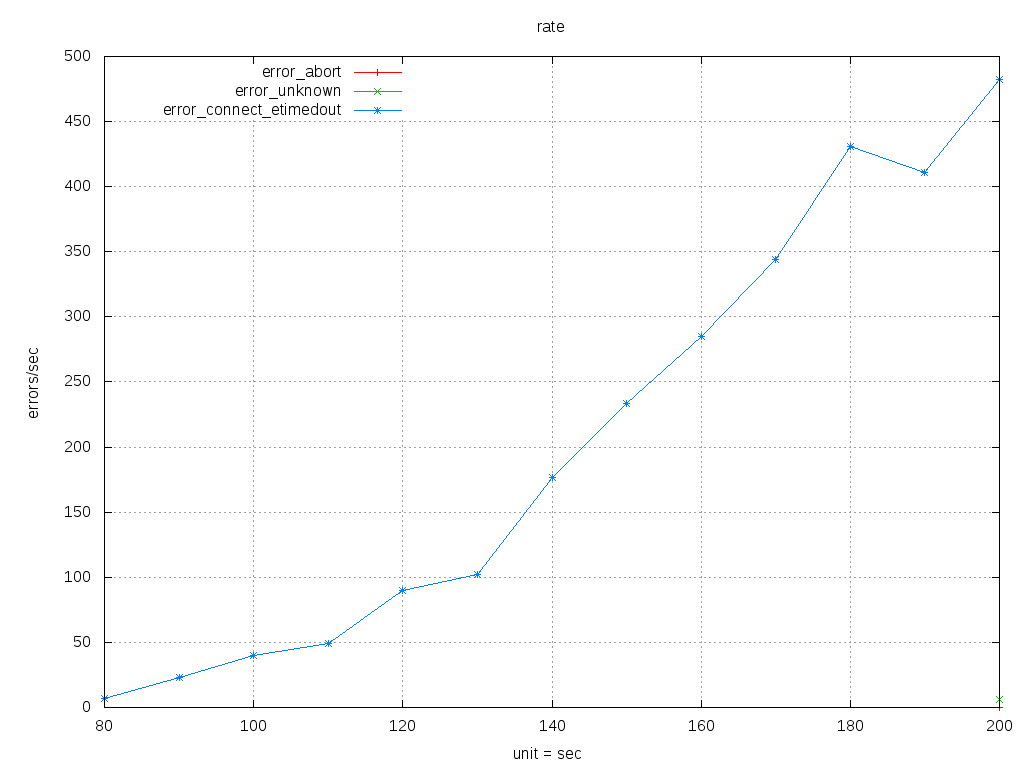 rate
error_abort
error_unknown
error_connect_etimedout
500
450
400
350
300
250
200
150
100
50
0
errors/sec
80 100 120 140 160 180 200
unit = sec